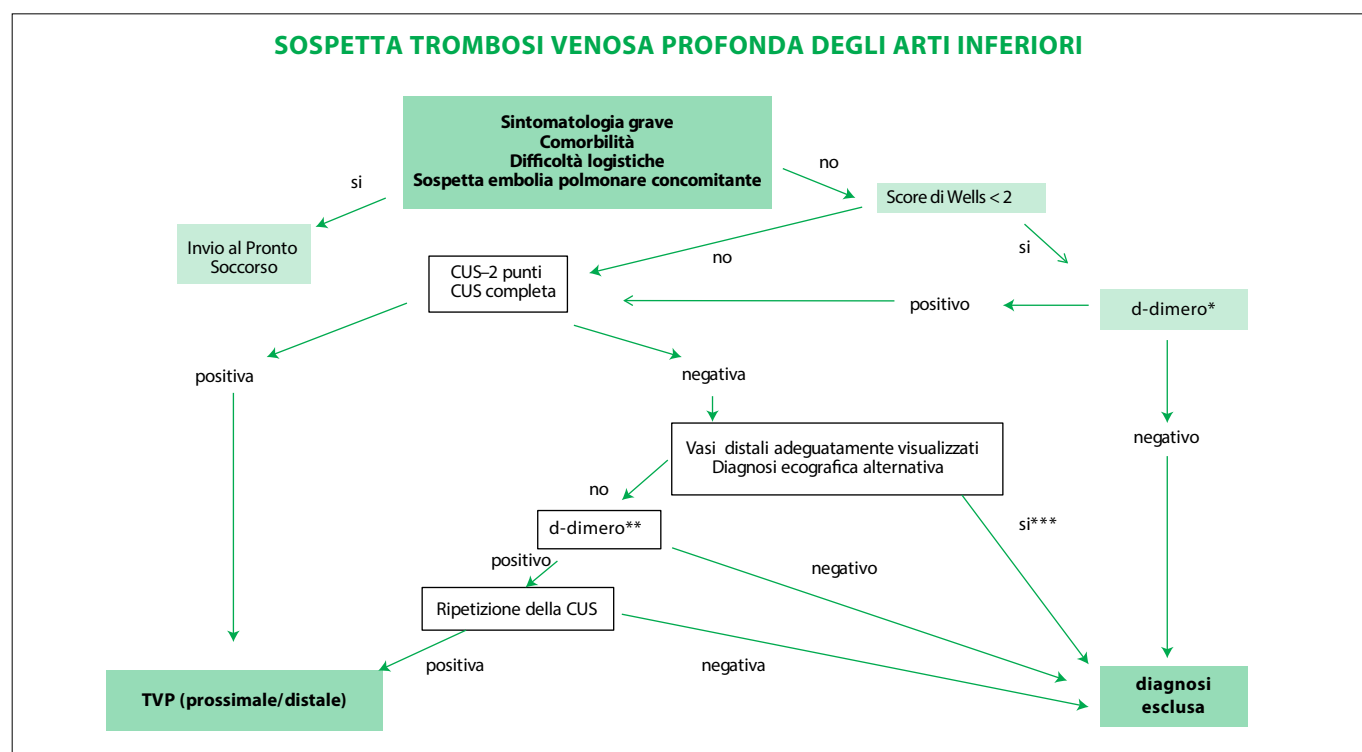 SOSPETTA TROMBOSI VENOSA PROFONDA DEGLI ARTI INFERIORI
Sintomatologia grave
Comorbilità
Difficoltà logistiche
Sospetta embolia polmonare concomitante
si
no
Score di Wells < 2
Invio al Pronto
Soccorso
no
si
CUS–2 punti
CUS completa
positivo
d-dimero*
positiva
negativa
negativo
Vasi distali adeguatamente visualizzati
Diagnosi ecografica alternativa
no
si***
d-dimero**
positivo
negativo
Ripetizione della CUS
positiva
negativa
TVP (prossimale/distale)
diagnosi
esclusa